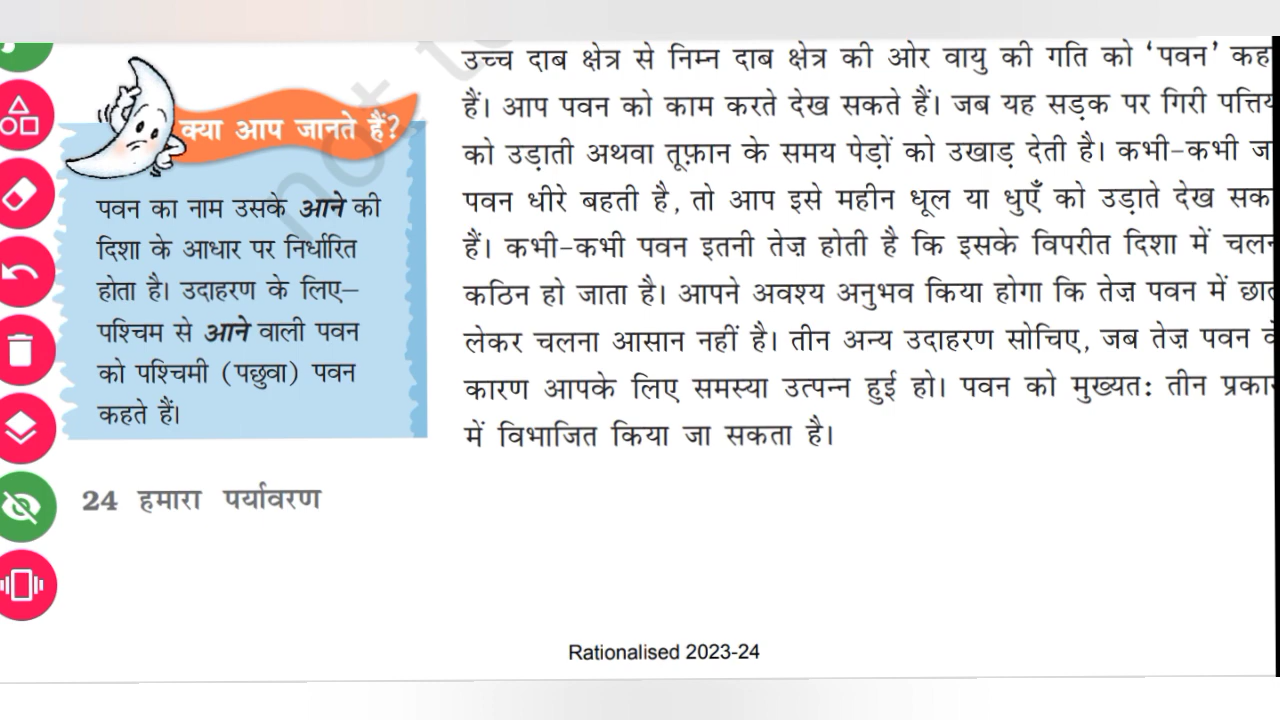 उच्च दाब क्षेत्र से निम्न दाब क्षेत्र की ओर वायु की गति को ‘पवन’
हैं। आप पवन को काम करते देख सकते हैं। जब यह सड़क पर गिरी
को उड़ाती अथवा तूफ़ान के समय पेड़ों को उखाड़ देती है। कभी-कभी
पवन धीरे बहती है, तो आप इसे महीन धूल या धुएँ को उड़ाते देख
हैं। कभी-कभी पवन इतनी तेज़ होती है कि इसके विपरीत दिशा में
कठिन हो जाता है। आपने अवश्य अनुभव किया होगा कि तेज़ पवन में
लेकर चलना आसान नहीं है। तीन अन्य उदाहरण सोचिए, जब तेज़ पवन
कारण आपके लिए समस्या उत्पन्न हुई हो। पवन को मुख्यत: तीन
में विभाजित किया जा सकता है।
क्या आप जानते हैं?
पवन का नाम उसके आने की
दिशा के आधार पर निर्धारित
होता है। उदाहरण के लिए–
पश्चिम से आने वाली पवन
को पश्चिमी (पछुवा) पवन
कहते हैं।
24 हमारा पर्यावरण
Rationalised 2023-24
not